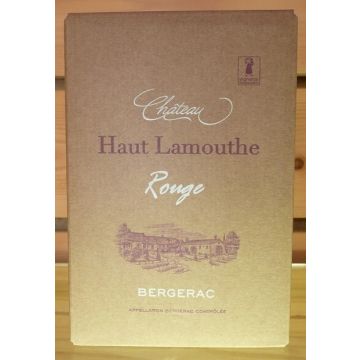 Château
Haut Lamouthe
Rouge
BERGERAC
APPELLATION BERGERAC CONTRÔLÉE